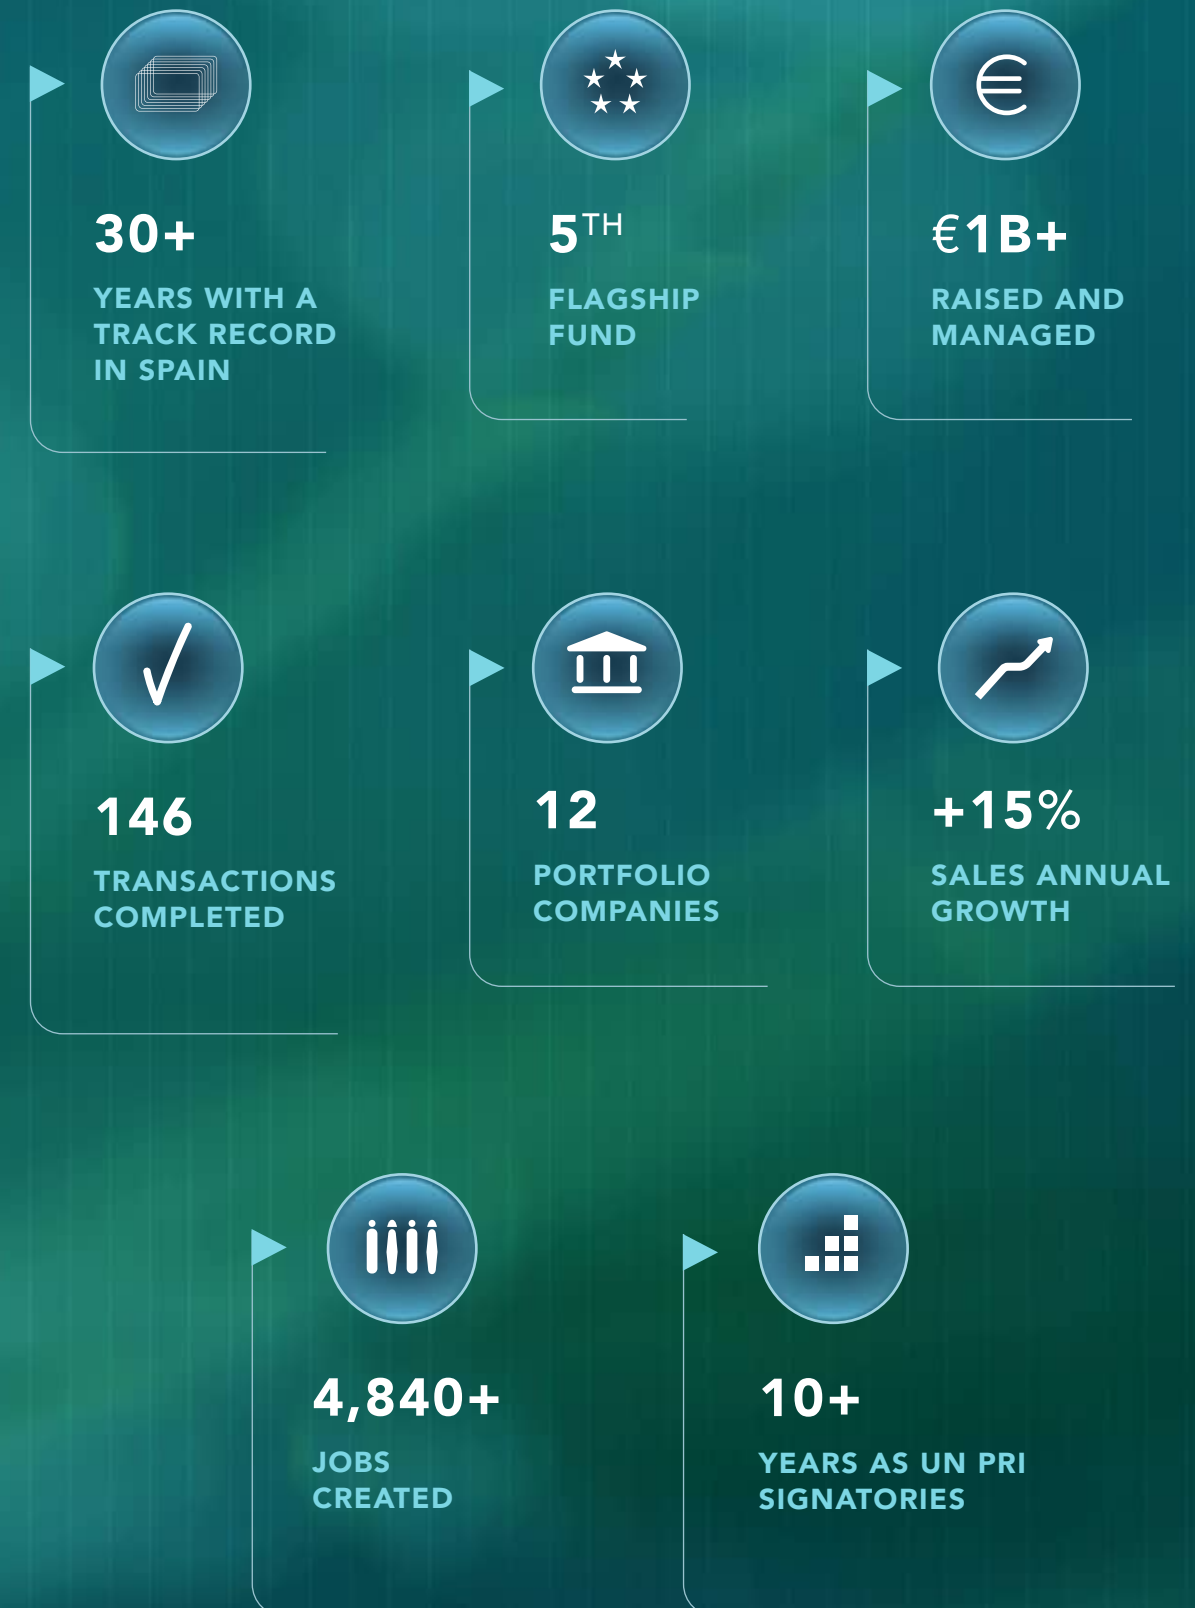 30+
YEARS WITH A
TRACK RECORD
IN SPAIN
5TH
FLAGSHIP
FUND
€1B+
RAISED AND
MANAGED
146
TRANSACTIONS
COMPLETED
12
PORTFOLIO
COMPANIES
+15%
SALES ANNUAL
GROWTH
4,840+
JOBS
CREATED
10+
YEARS AS UN PRI
SIGNATORIES